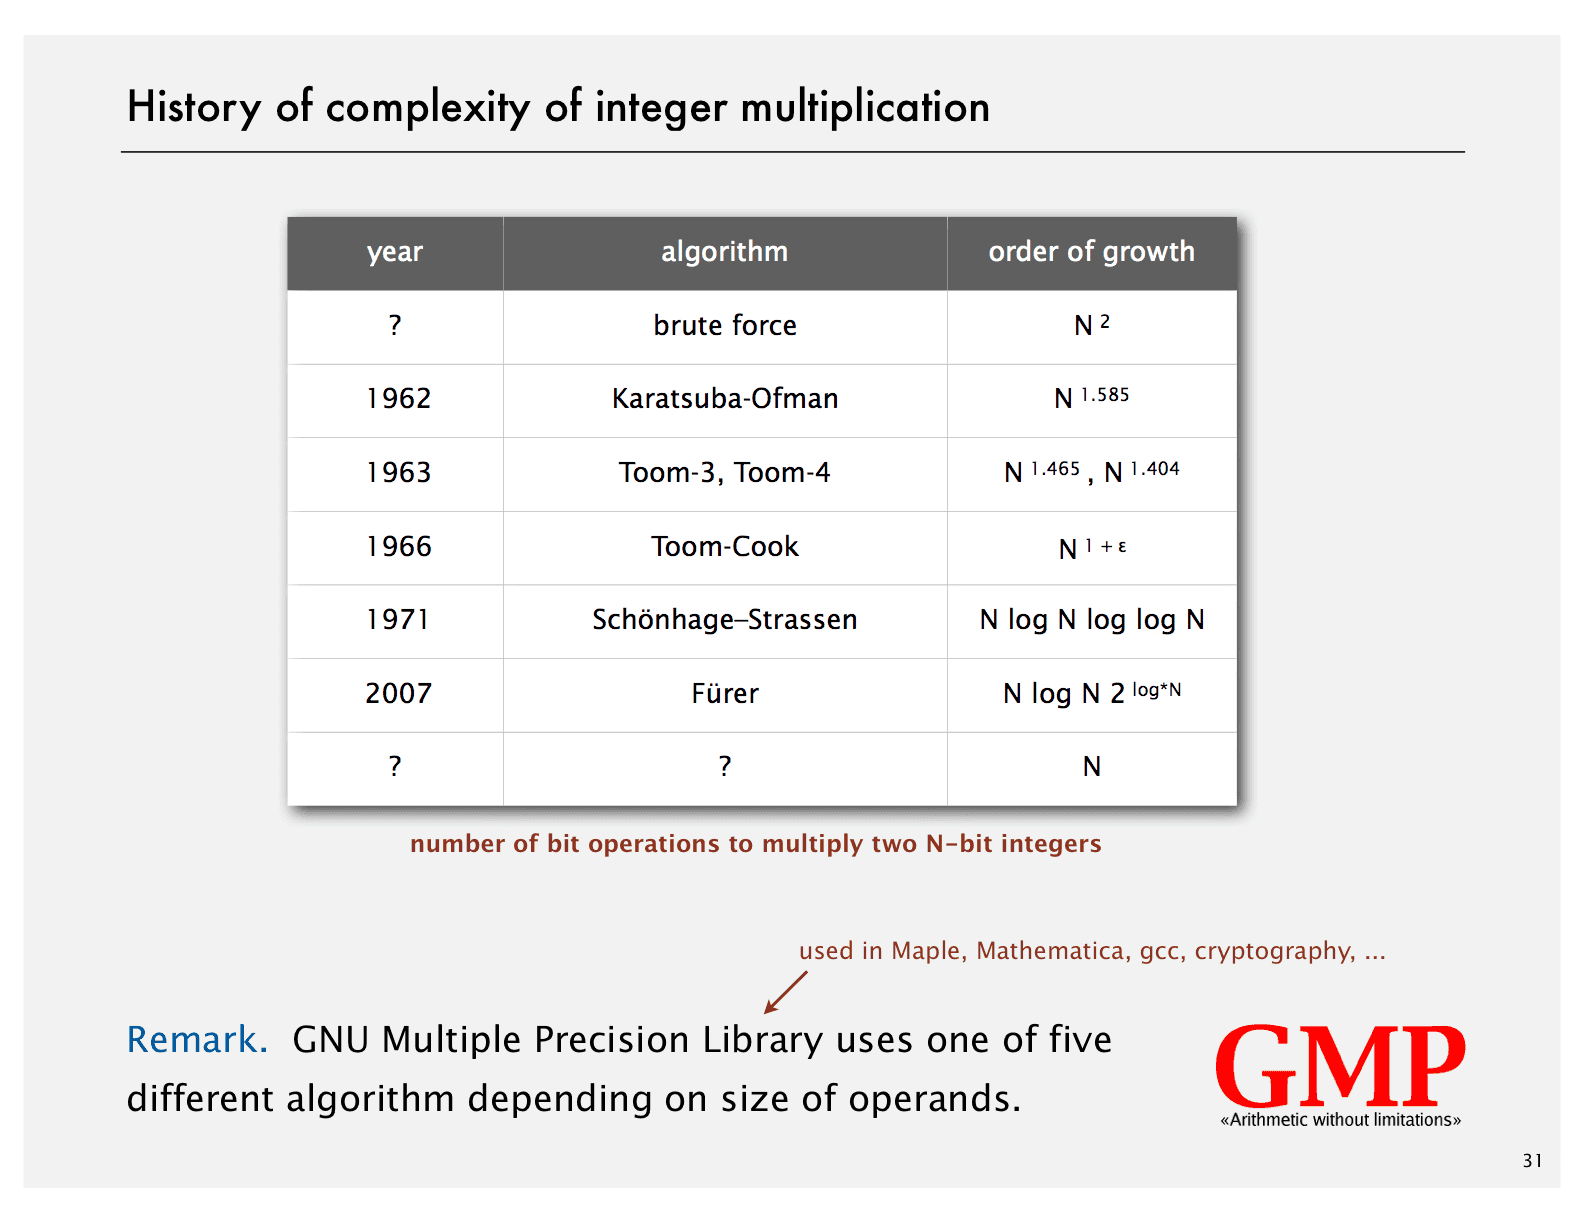 History of complexity of integer multiplication
year algorithm order of growth
? brute force N 2
1962 Karatsuba-Ofman N 1.585
1963 Toom-3, Toom-4 N 1.465 , N 1.404
1966 Toom-Cook N 1 + ε
1971 Schönhage–Strassen N log N log log N
2007 Fürer N log N 2 log*N
? ? N
number of bit operations to multiply two N-bit integers
used in Maple, Mathematica, gcc, cryptography, ...
Remark. GNU Multiple Precision Library uses one of five
different algorithm depending on size of operands.
GMP
«Arithmetic without limitations»
31